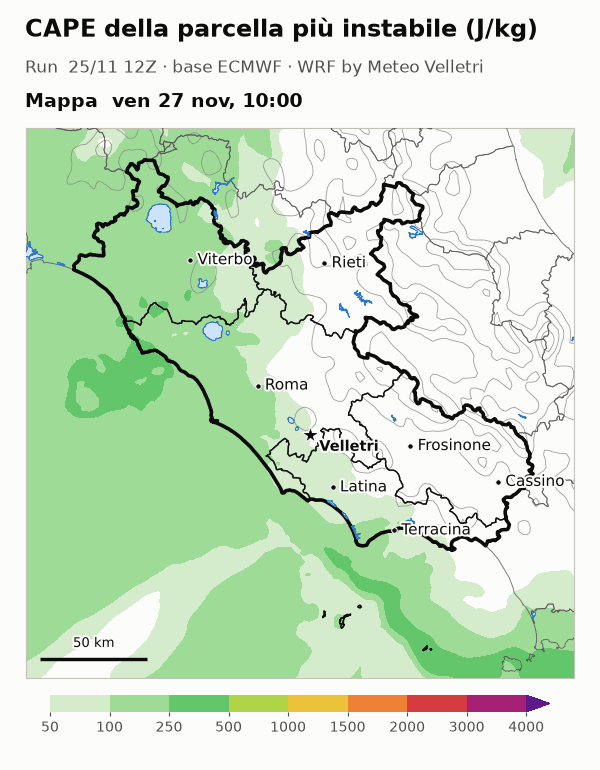 CAPE della parcella più instabile (J/kg)
Run  25/11 12Z · base ECMWF · WRF by Meteo Velletri
Mappa  ven 27 nov, 10:00
Viterbo
Rieti
Roma
Velletri
Frosinone
Cassino
Latina
Terracina
50 km
50 100 250 500 1000 1500 2000 3000 4000